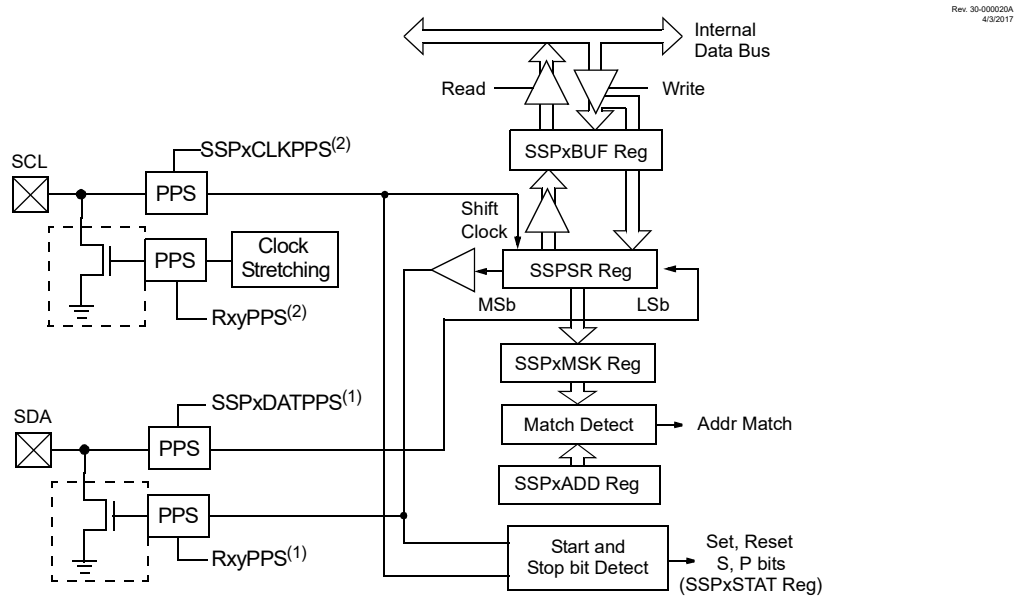 Rev. 30-000020A
4/3/2017
Internal
Data Bus
Read
Write
SSPxBUF Reg
SSPxCLKPPS(2)
SCL
PPS
Shift
Clock
PPS
Clock
Stretching
SSPSR Reg
MSb
LSb
RxyPPS(2)
SSPxMSK Reg
SSPxDATPPS(1)
SDA
Match Detect
Addr Match
PPS
SSPxADD Reg
PPS
RxyPPS(1)
Start and
Stop bit Detect
Set, Reset
S, P bits
(SSPxSTAT Reg)